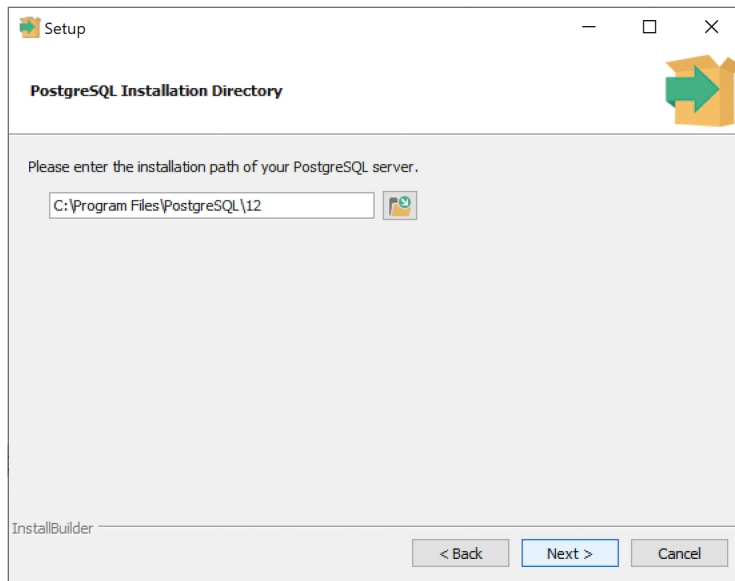 Setup
PostgreSQL Installation Directory
Please enter the installation path of your PostgreSQL server.
C:\Program Files\PostgreSQL\12
InstallBuilder
< Back
Next >
Cancel